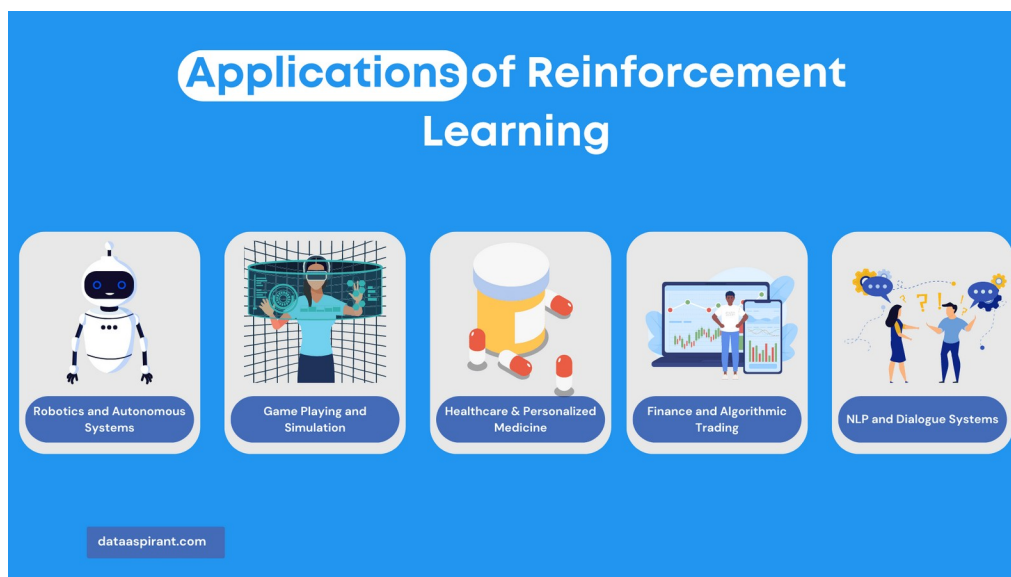 Applications of Reinforcement
Learning
Robotics and Autonomous
Systems
Game Playing and
Simulation
Healthcare & Personalized
Medicine
Finance and Algorithmic
Trading
NLP and Dialogue Systems
dataaspirant.com